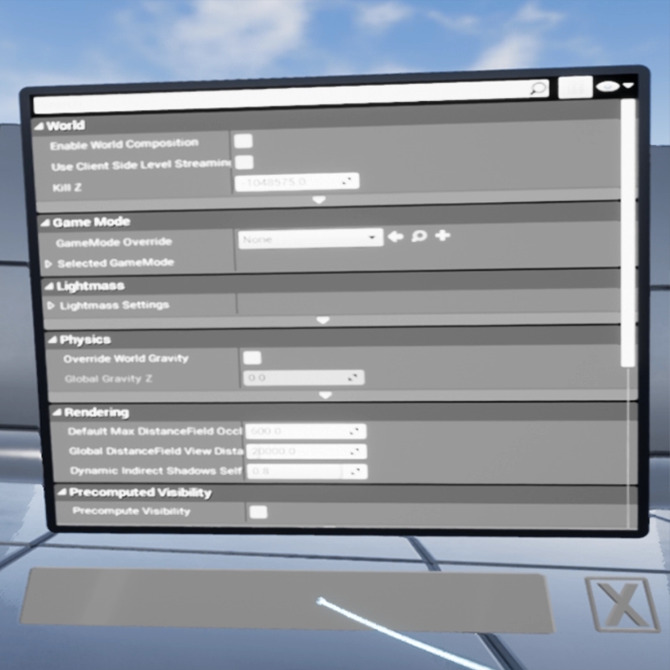 World
Enable World Composition
Use Client Side Level Streamin
Kill Z -1048575.0
Game Mode
GameMode Override None
Selected GameMode
Lightmass
Lightmass Settings
Physics
Override World Gravity
Global Gravity Z 0.0
Rendering
Default Max DistanceField Occl 600.0
Global DistanceField View Dista 20000.0
Dynamic Indirect Shadows Self 0.8
Precomputed Visibility
Precompute Visibility
X